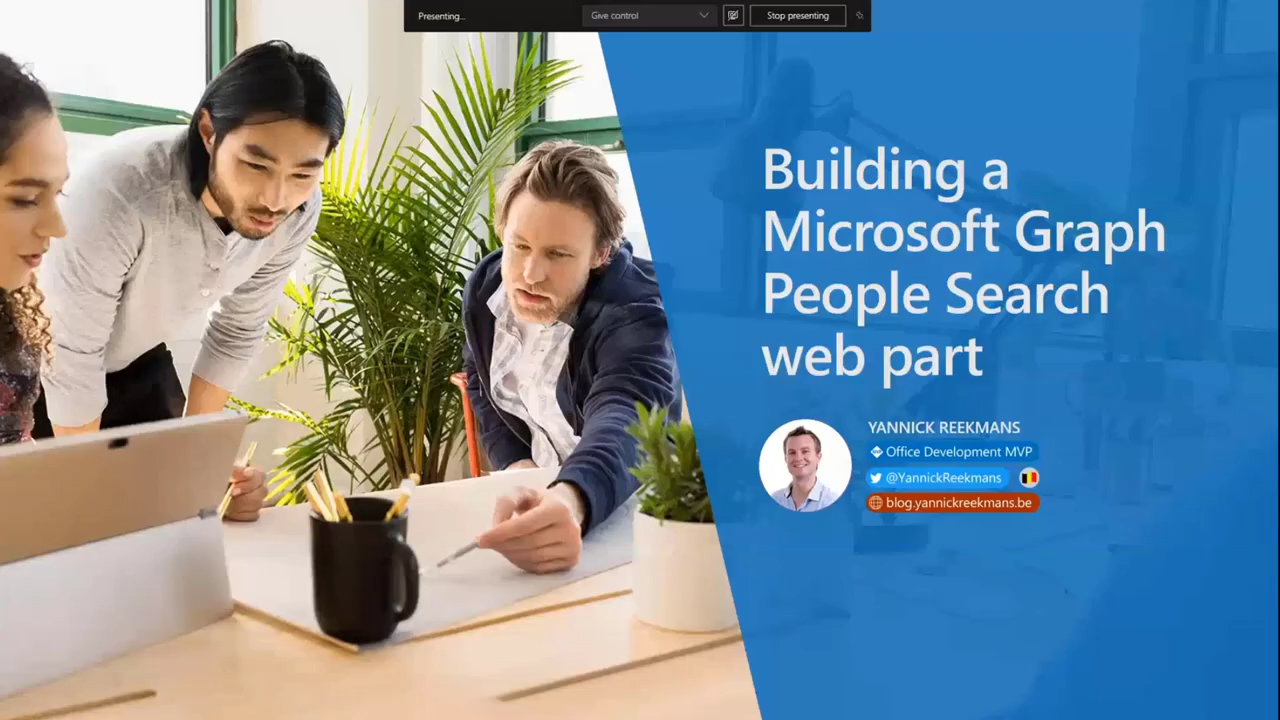 Presenting...
Give control
Stop presenting
Building a
Microsoft Graph
People Search
web part
YANNICK REEKMANS
Office Development MVP
@YannickReekmans
blog.yannickreekmans.be